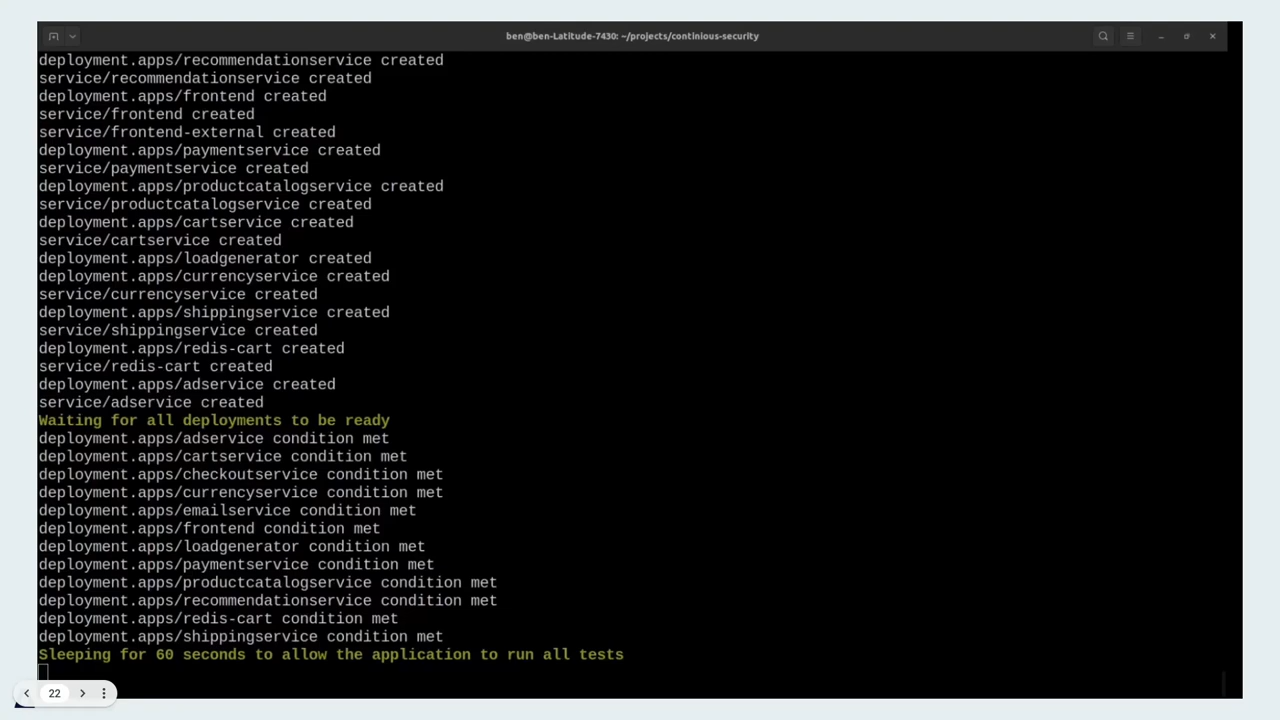 ben@ben-Latitude-7430: ~/projects/continious-security
deployment.apps/recommendationservice created
service/recommendationservice created
deployment.apps/frontend created
service/frontend created
service/frontend-external created
deployment.apps/paymentservice created
service/paymentservice created
deployment.apps/productcatalogservice created
service/productcatalogservice created
deployment.apps/cartservice created
service/cartservice created
deployment.apps/loadgenerator created
deployment.apps/currencyservice created
service/currencyservice created
deployment.apps/shippingservice created
service/shippingservice created
deployment.apps/redis-cart created
service/redis-cart created
deployment.apps/adservice created
service/adservice created
Waiting for all deployments to be ready
deployment.apps/adservice condition met
deployment.apps/cartservice condition met
deployment.apps/checkoutservice condition met
deployment.apps/currencyservice condition met
deployment.apps/emailservice condition met
deployment.apps/frontend condition met
deployment.apps/loadgenerator condition met
deployment.apps/paymentservice condition met
deployment.apps/productcatalogservice condition met
deployment.apps/recommendationservice condition met
deployment.apps/redis-cart condition met
deployment.apps/shippingservice condition met
Sleeping for 60 seconds to allow the application to run all tests
22